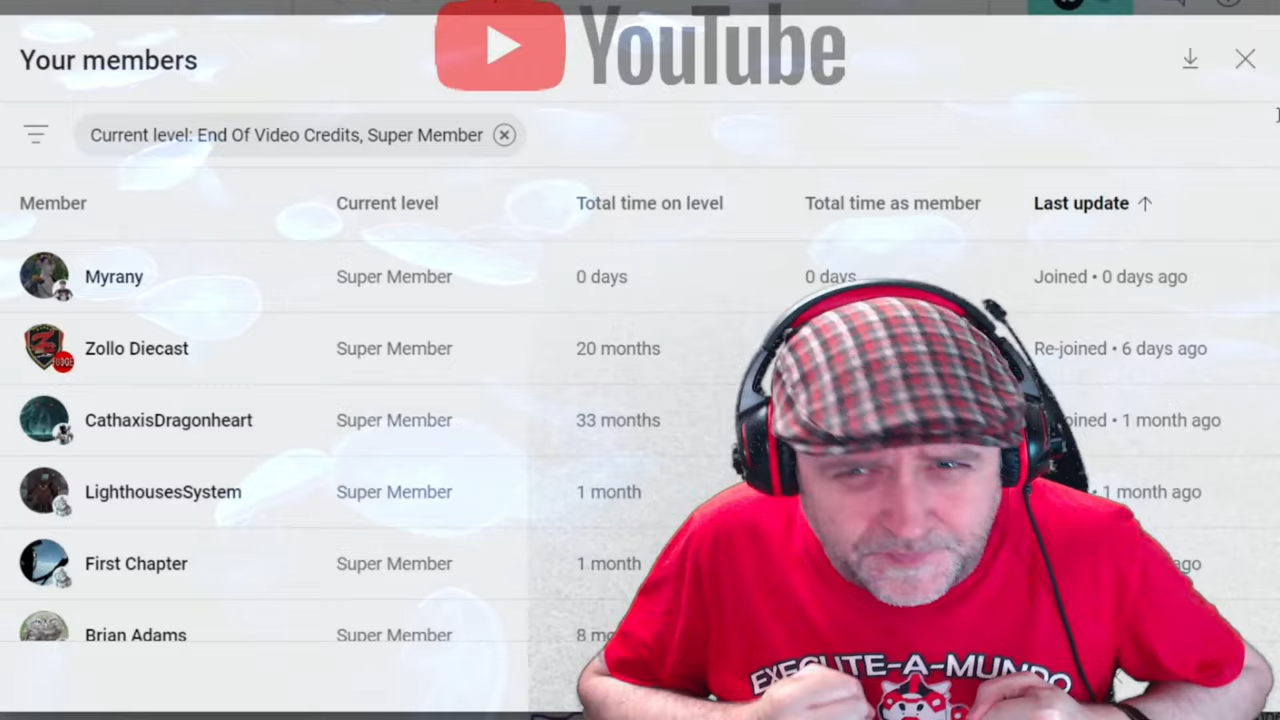 YouTube
Your members
Current level: End Of Video Credits, Super Member
Member Current level Total time on level Total time as member Last update
Myrany Super Member 0 days 0 days Joined • 0 days ago
Zollo Diecast Super Member 20 months Re-joined • 6 days ago
CathaxisDragonheart Super Member 33 months • 1 month ago
LighthousesSystem Super Member 1 month • 1 month ago
First Chapter Super Member 1 month ago
Brian Adams Super Member 8
EXECUTE-A-MUNDO